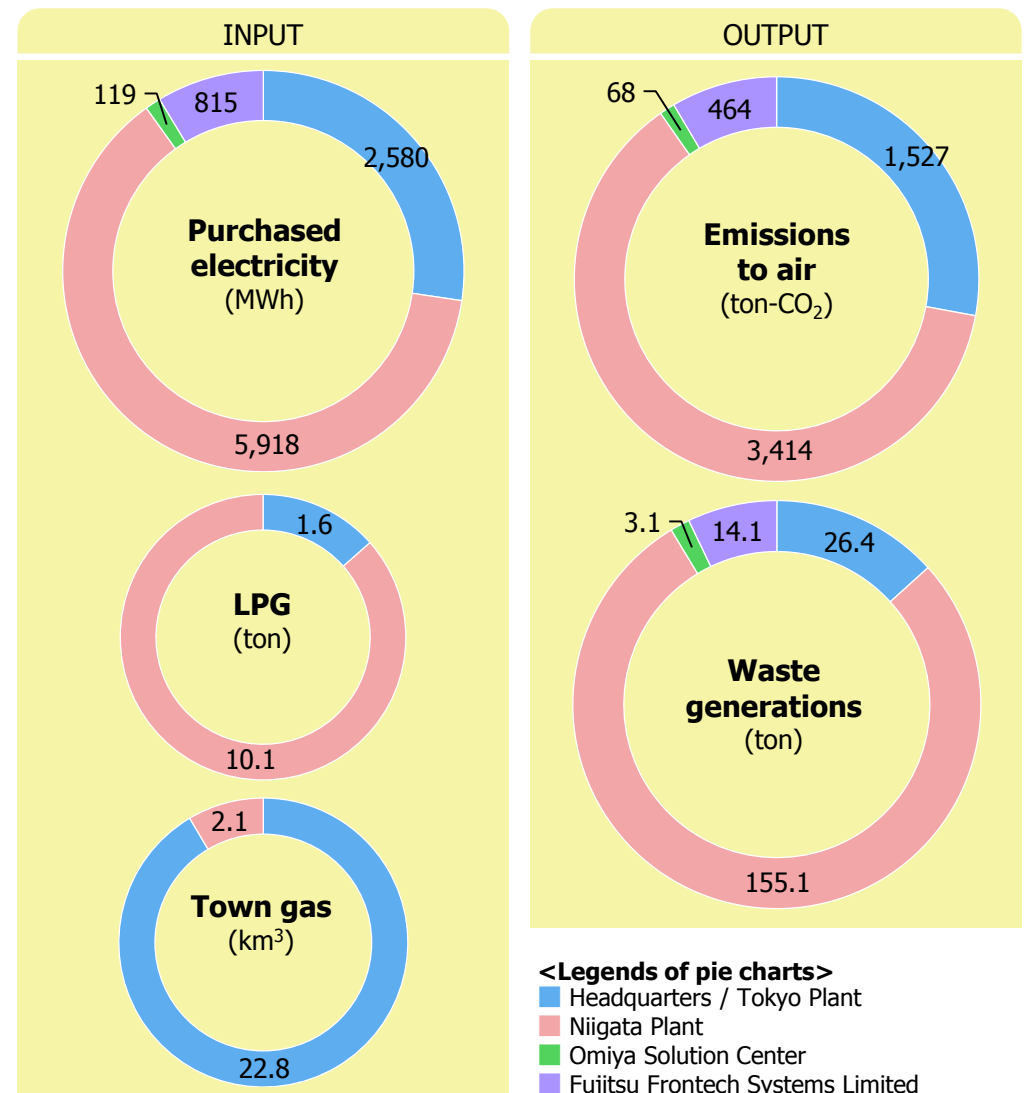 INPUT
119
815
2,580
Purchased
electricity
(MWh)
5,918
1.6
LPG
(ton)
10.1
2.1
Town gas
(km³)
22.8
OUTPUT
68
464
1,527
Emissions
to air
(ton-CO₂)
3,414
3.1
14.1
26.4
Waste
generations
(ton)
155.1
<Legends of pie charts>
Headquarters / Tokyo Plant
Niigata Plant
Omiya Solution Center
Fujitsu Frontech Systems Limited